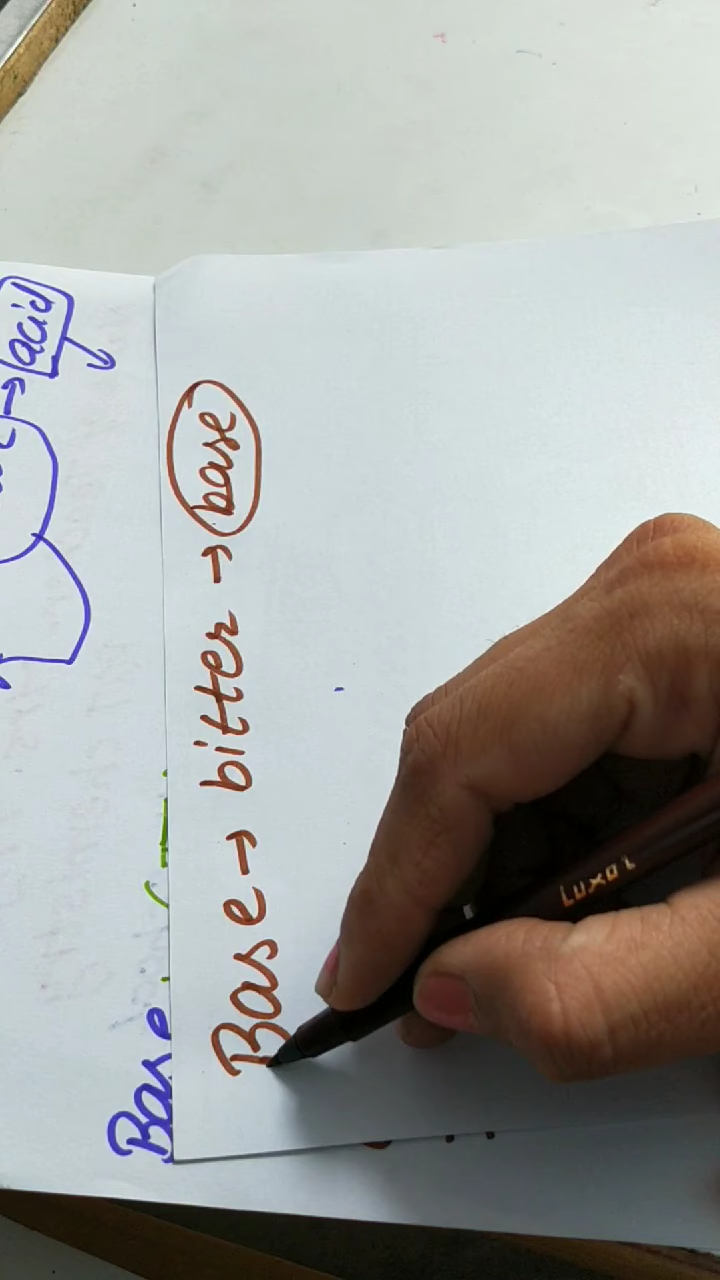 → acid
Base → bitter → base
Base
LUXOR